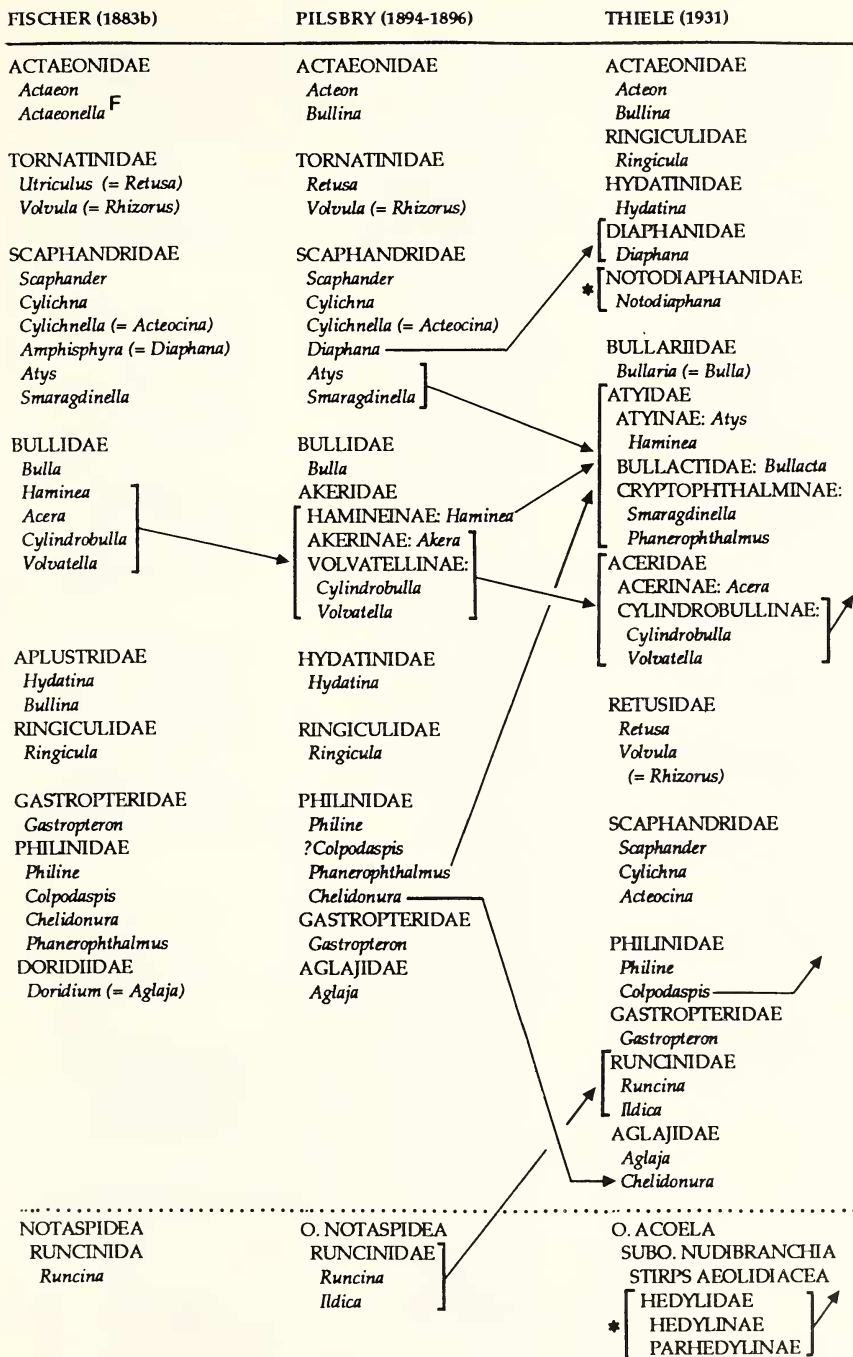 FISCHER (1883b)
ACTAEONIDAE
Actaeon
Actaeonella F
TORNATINIDAE
Utriculus (= Retusa)
Volvula (= Rhizorus)
SCAPHANDRIDAE
Scaphander
Cylichna
Cylichnella (= Acteocina)
Amphisphyra (= Diaphana)
Atys
Smaragdinella
BULLIDAE
Bulla
Haminea
Acera
Cylindrobulla
Volvatella
APLUSTRIDAE
Hydatina
Bullina
RINGICULIDAE
Ringicula
GASTROPTERIDAE
Gastropteron
PHILINIDAE
Philine
Colpodaspis
Chelidonura
Phanerophthalmus
DORIDIIDAE
Doridium (= Aglaja)
NOTASPIDEA
RUNCINIDA
Runcina
PILSBRY (1894-1896)
ACTAEONIDAE
Acteon
Bullina
TORNATINIDAE
Retusa
Volvula (= Rhizorus)
SCAPHANDRIDAE
Scaphander
Cylichna
Cylichnella (= Acteocina)
Diaphana
Atys
Smaragdinella
BULLIDAE
Bulla
AKERIDAE
HAMINEINAE: Haminea
AKERINAE: Akera
VOLVATELLINAE:
Cylindrobulla
Volvatella
HYDATINIDAE
Hydatina
RINGICULIDAE
Ringicula
PHILINIDAE
Philine
?Colpodaspis
Phanerophthalmus
Chelidonura
GASTROPTERIDAE
Gastropteron
AGLAJIDAE
Aglaja
O. NOTASPIDEA
RUNCINIDAE
Runcina
Ildica
THIELE (1931)
ACTAEONIDAE
Acteon
Bullina
RINGICULIDAE
Ringicula
HYDATINIDAE
Hydatina
DIAPHANIDAE
Diaphana
* NOTODIAPHANIDAE
Notodiaphana
BULLARIIDAE
Bullaria (= Bulla)
ATYIDAE
ATYINAE: Atys
Haminea
BULLACTIDAE: Bullacta
CRYPTOPHTHALMINAE:
Smaragdinella
Phanerophthalmus
ACERIDAE
ACERINAE: Acera
CYLINDROBULLINAE:
Cylindrobulla
Volvatella
RETUSIDAE
Retusa
Volvula
(= Rhizorus)
SCAPHANDRIDAE
Scaphander
Cylichna
Acteocina
PHILINIDAE
Philine
Colpodaspis
GASTROPTERIDAE
Gastropteron
RUNCINIDAE
Runcina
Ildica
AGLAJIDAE
Aglaja
Chelidonura
O. ACOELA
SUBO. NUDIBRANCHIA
STIRPS AEOLIDIACEA
HEDYLIDAE
* HEDYLINAE
PARHEDYLINAE